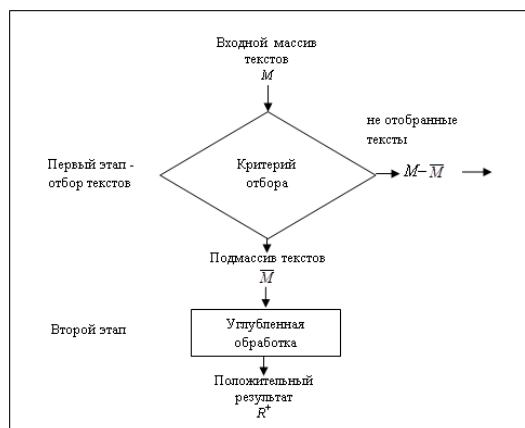 Входной массив
текстов
M
не отобранные
тексты
Первый этап -
отбор текстов
Критерий
отбора
M– M̅
Подмассив текстов
M̅
Второй этап
Углубленная
обработка
Положительный
результат
R⁺